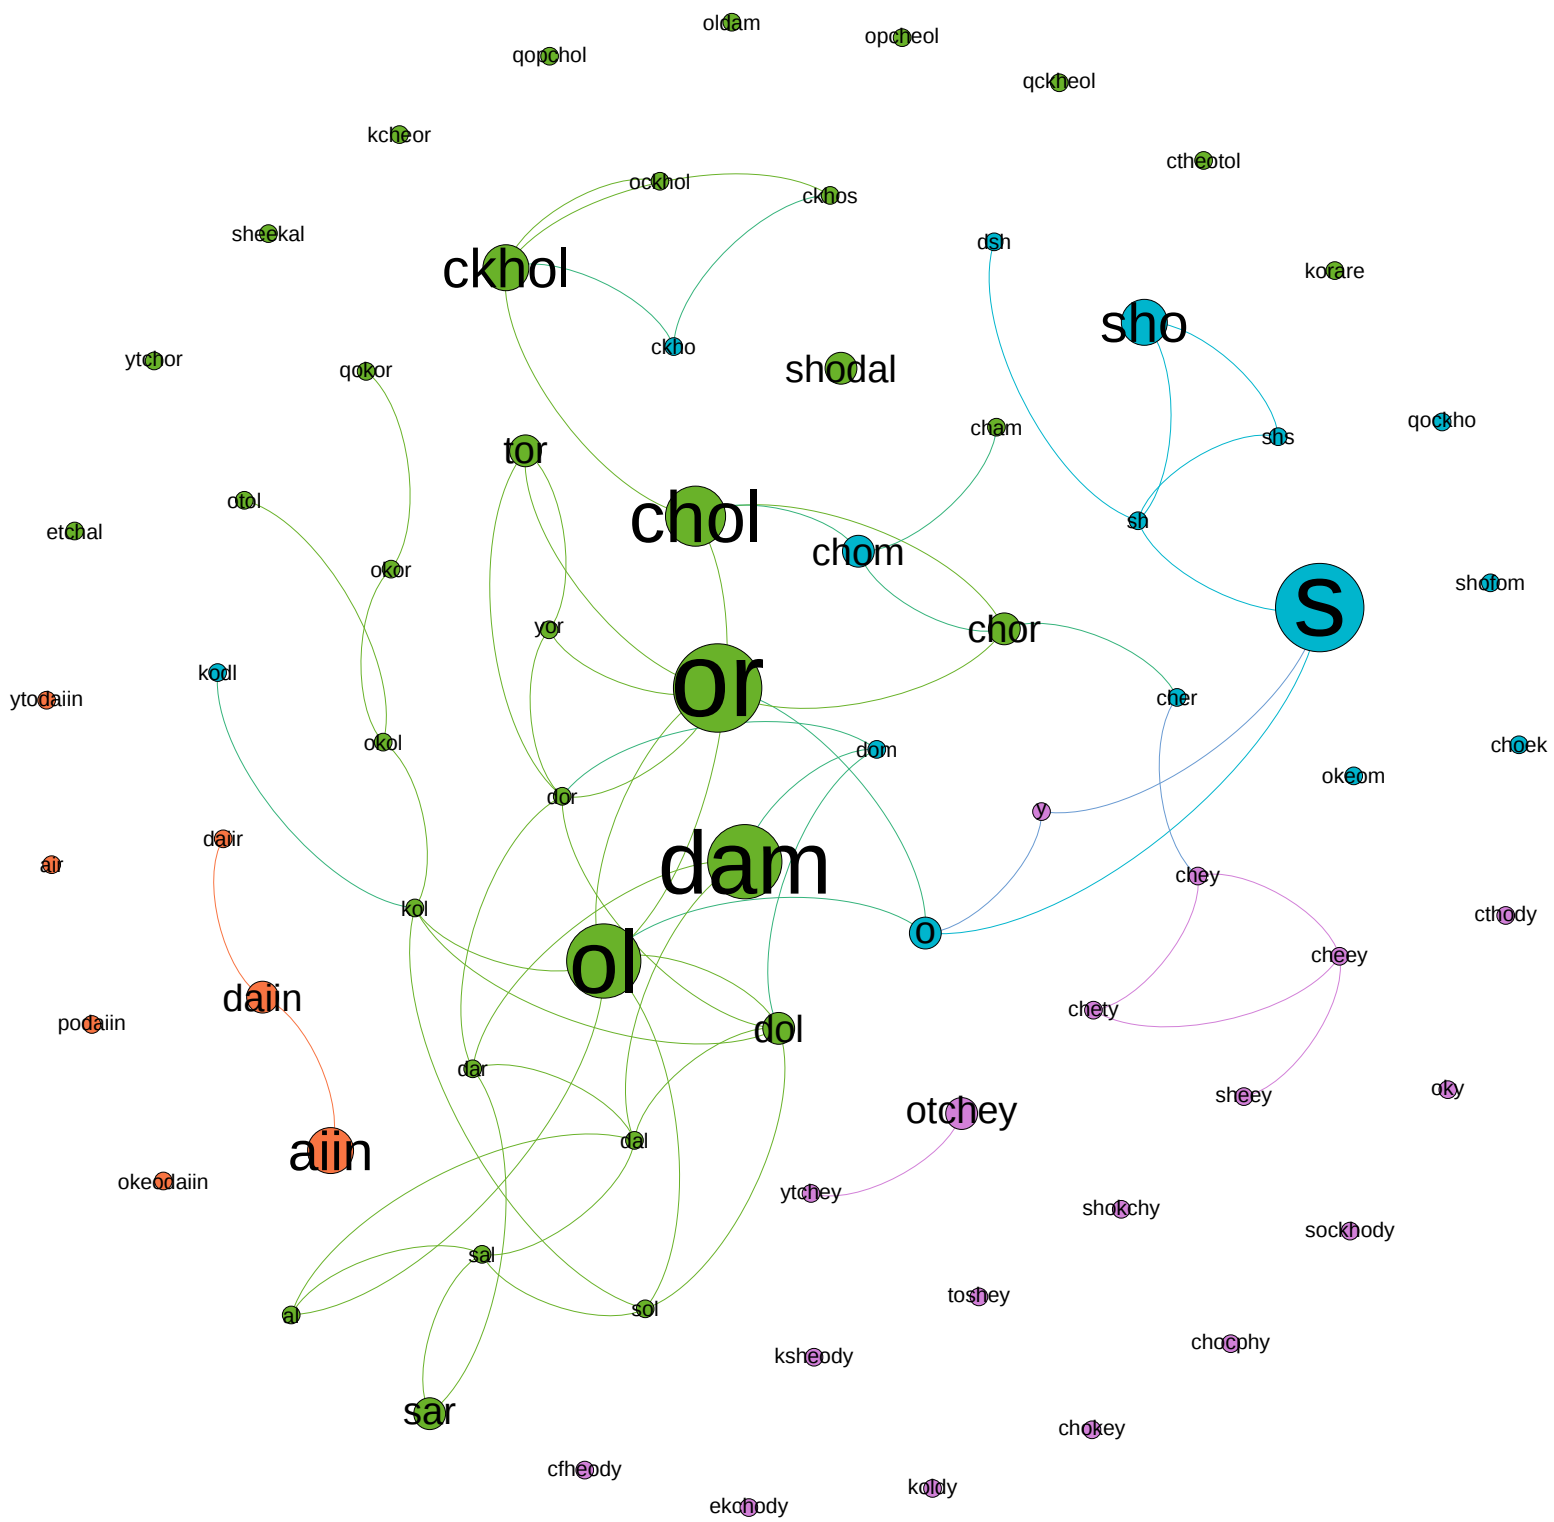 oldam
opcheol
qopchol
qckheol
kcheor
ctheotol
ockhol
ckhos
sheekal
dsh
ckhol
korare
sho
ckho
ytchor
qokor
shodal
qockho
cham
shs
tor
otol
chol
sh
etchal
chom
okor
shofom
s
yor
chor
kodl
or
cher
ytodaiin
okol
dom
choek
okeom
dor
y
daiir
air
dam
chey
kol
cthody
o
ol
cheey
daiin
chety
podaiin
dol
dar
oky
sheey
otchey
dal
aiin
okeodaiin
ytchey
shokchy
sockhody
sal
toshey
sol
al
chocphy
ksheody
sar
chokey
cfheody
koldy
ekchody